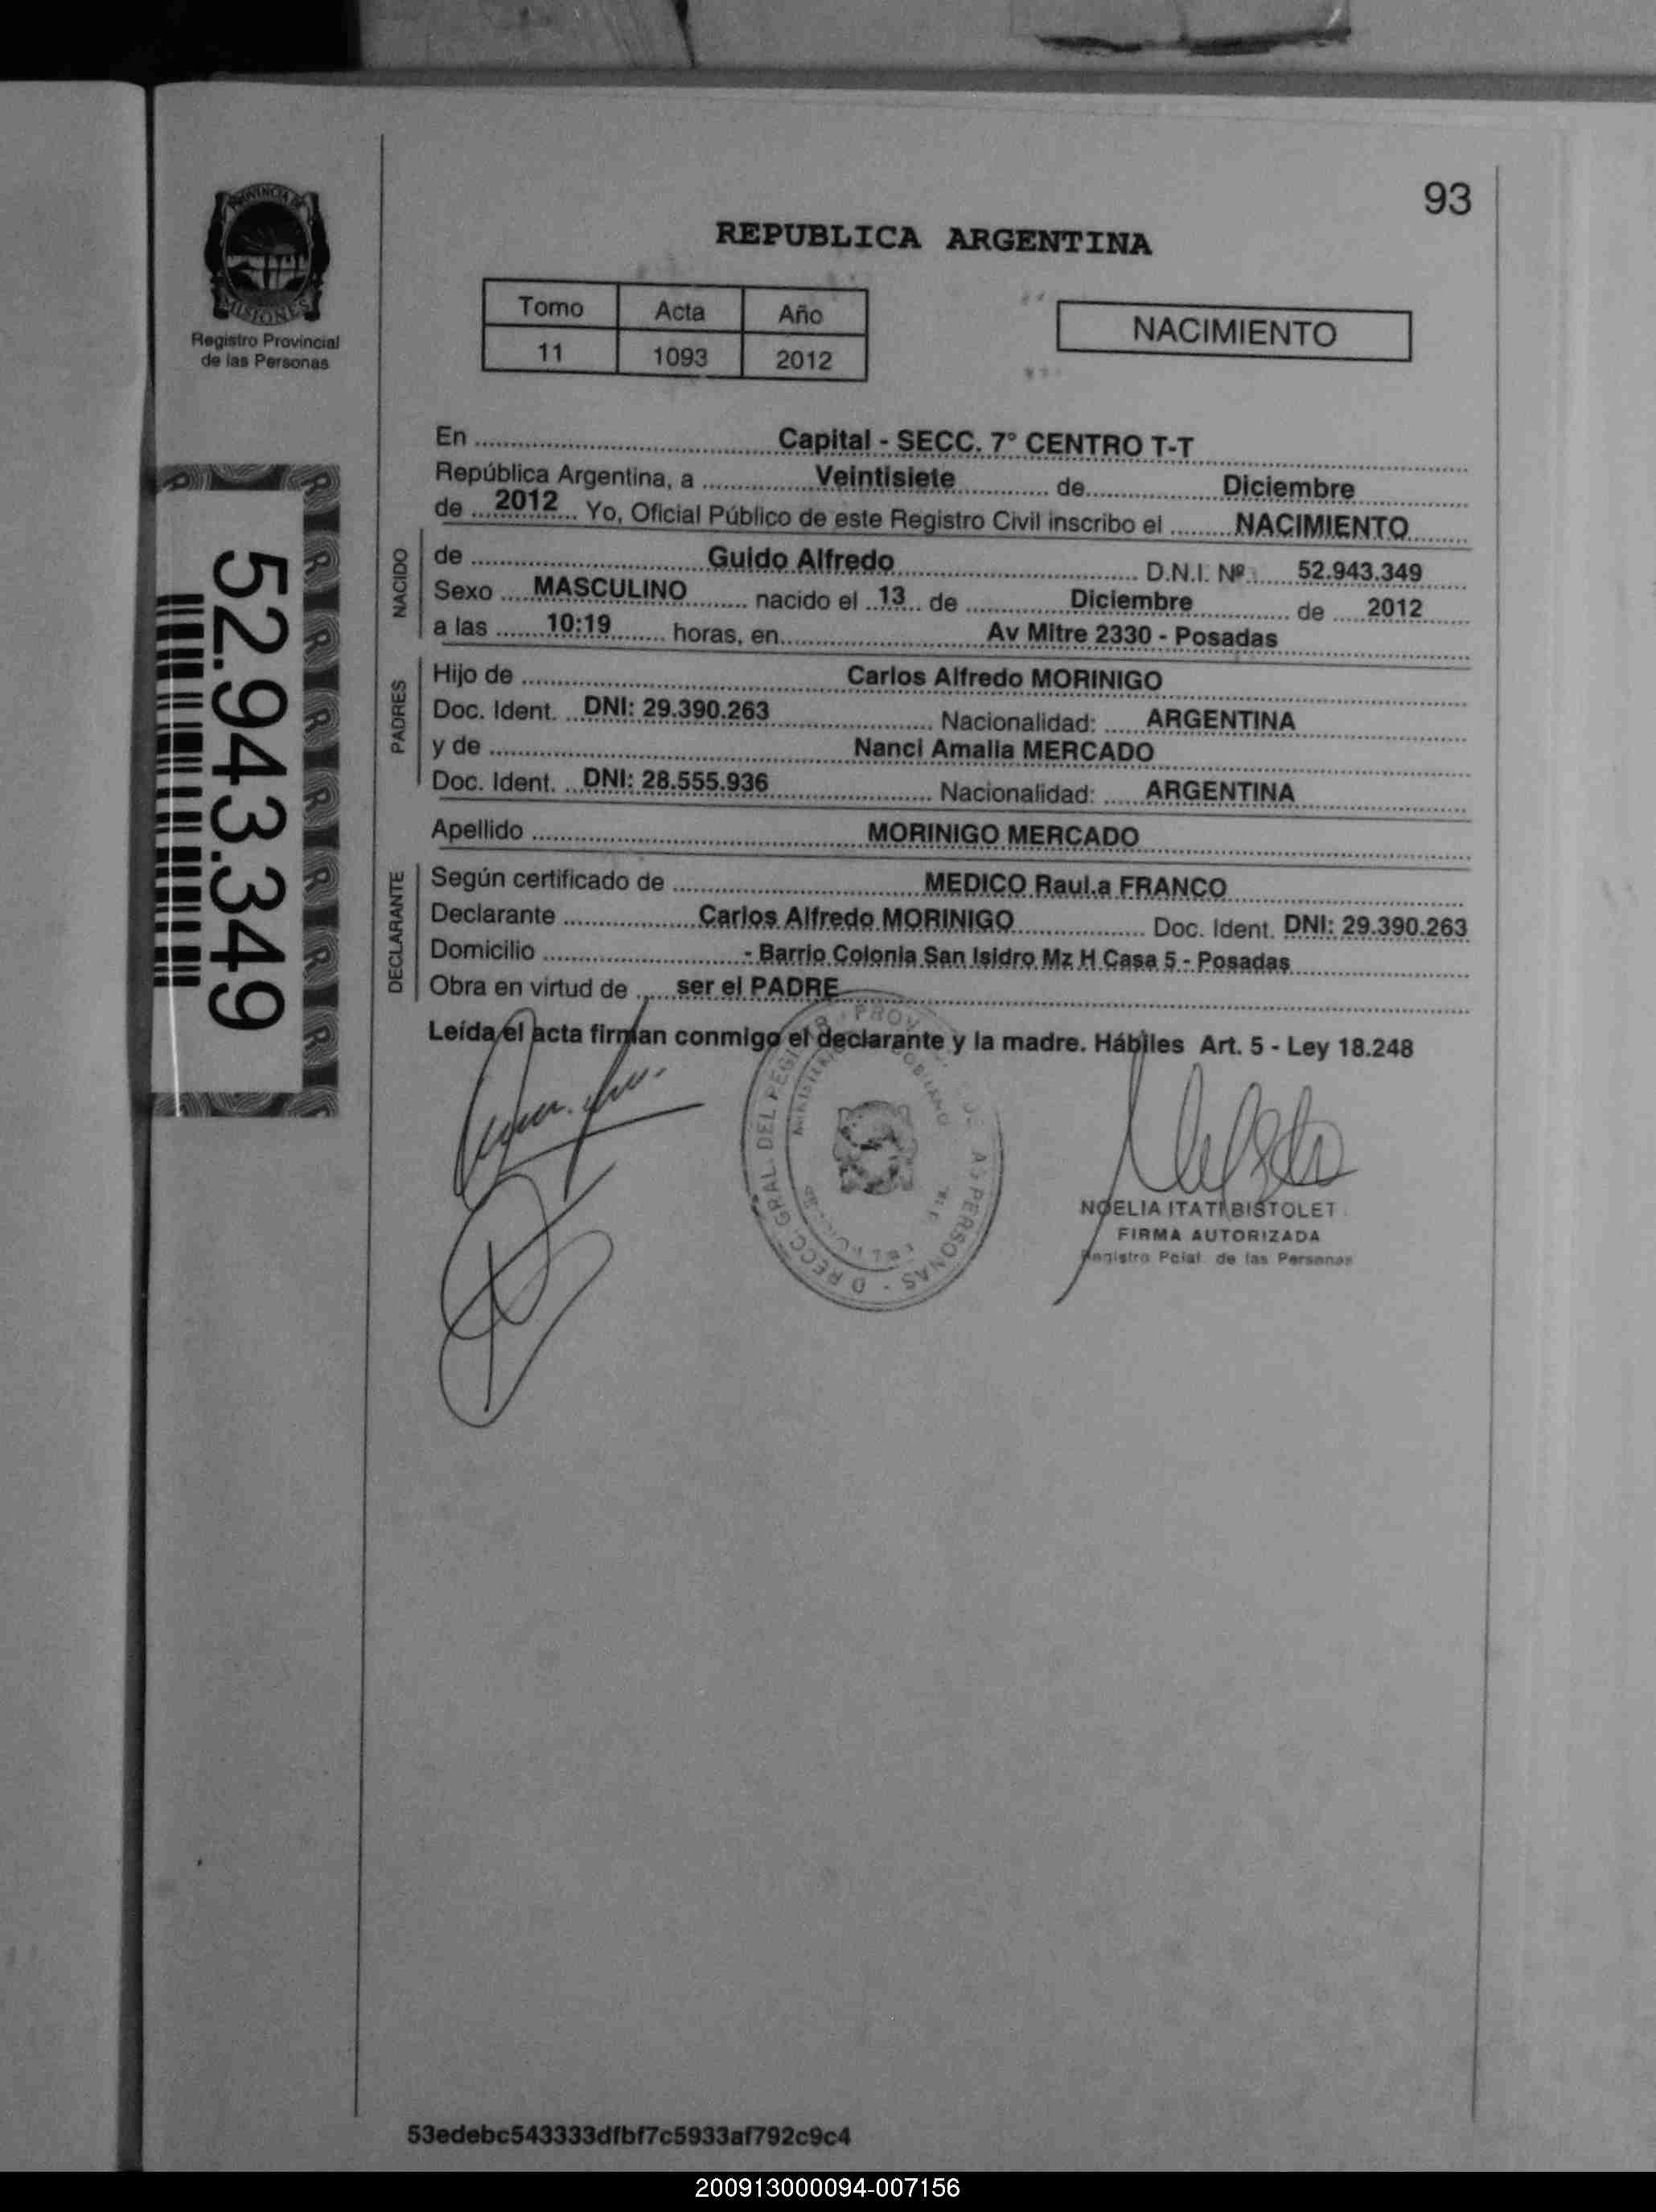 93
PROVINCIA DE
MISIONES
Registro Provincial
de las Personas
REPUBLICA ARGENTINA
Tomo Acta Año
11 1093 2012
NACIMIENTO
En Capital - SECC. 7° CENTRO T-T
República Argentina, a Veintisiete de Diciembre
de 2012 Yo, Oficial Público de este Registro Civil inscribo el NACIMIENTO
NACIDO
de Guido Alfredo D.N.I. Nº 52.943.349
Sexo MASCULINO nacido el 13 de Diciembre de 2012
a las 10:19 horas, en Av Mitre 2330 - Posadas
PADRES
Hijo de Carlos Alfredo MORINIGO
Doc. Ident. DNI: 29.390.263 Nacionalidad: ARGENTINA
y de Nanci Amalia MERCADO
Doc. Ident. DNI: 28.555.936 Nacionalidad: ARGENTINA
Apellido MORINIGO MERCADO
DECLARANTE
Según certificado de MEDICO Raul.a FRANCO
Declarante Carlos Alfredo MORINIGO Doc. Ident. DNI: 29.390.263
Domicilio - Barrio Colonia San Isidro Mz H Casa 5 - Posadas
Obra en virtud de ser el PADRE
Leída el acta firman conmigo el declarante y la madre. Hábiles Art. 5 - Ley 18.248
52.943.349
NOELIA ITATI BISTOLET
FIRMA AUTORIZADA
Registro Pcial. de las Personas
53edebc543333dfbf7c5933af792c9c4
200913000094-007156